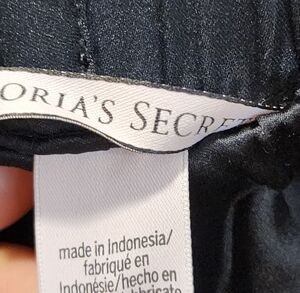 ORIA'S SECRE
made in Indonesia/
fabriqué en
Indonésie/hecho en